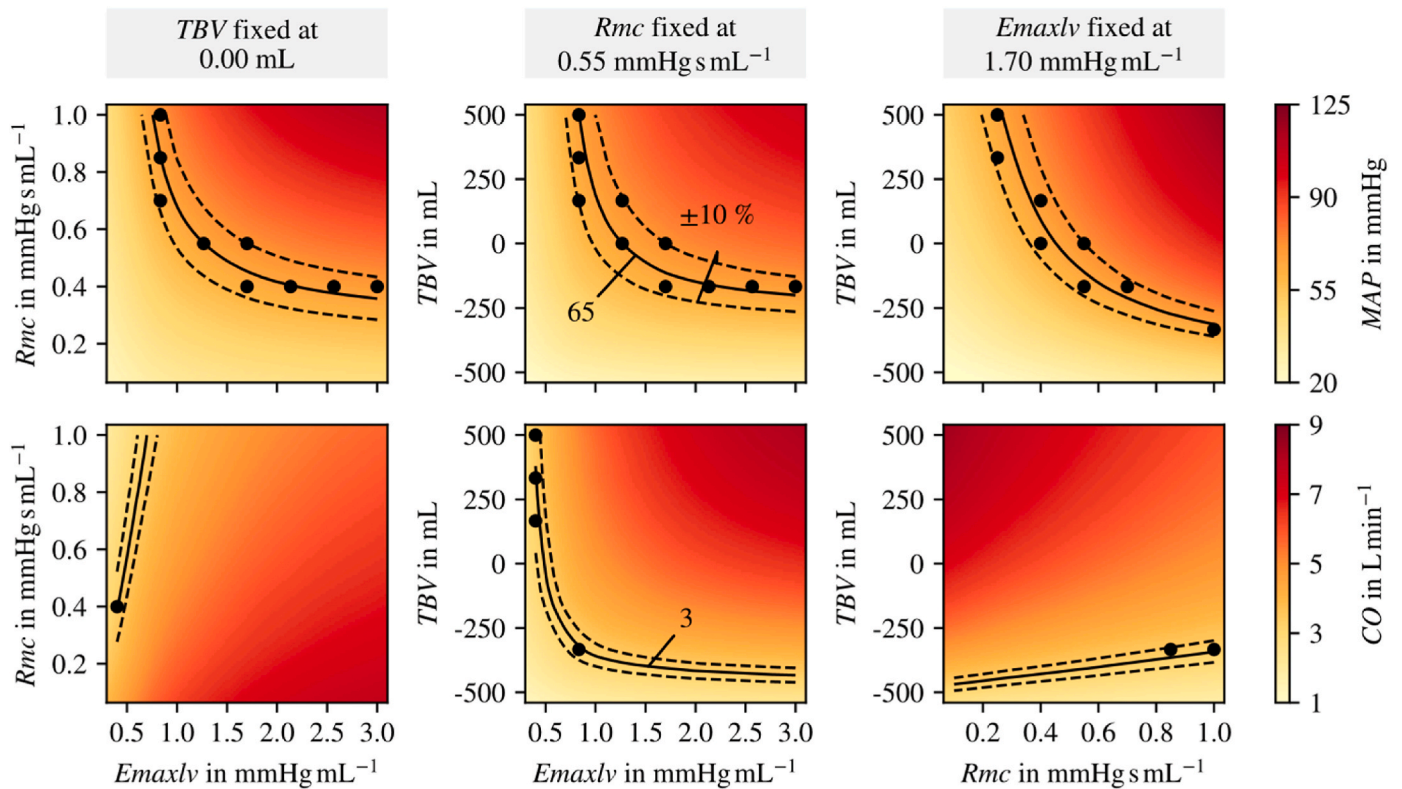 TBV fixed at
0.00 mL
Rmc fixed at
0.55 mmHg s mL⁻¹
Emaxlv fixed at
1.70 mmHg mL⁻¹
Rmc in mmHg s mL⁻¹
1.0
0.8
0.6
0.4
0.2
TBV in mL
500
250
0
-250
-500
±10 %
65
TBV in mL
500
250
0
-250
-500
125
90
55
20
MAP in mmHg
Rmc in mmHg s mL⁻¹
1.0
0.8
0.6
0.4
0.2
0.5 1.0 1.5 2.0 2.5 3.0
Emaxlv in mmHg mL⁻¹
TBV in mL
500
250
0
-250
-500
3
0.5 1.0 1.5 2.0 2.5 3.0
Emaxlv in mmHg mL⁻¹
TBV in mL
500
250
0
-250
-500
0.2 0.4 0.6 0.8 1.0
Rmc in mmHg s mL⁻¹
9
7
5
3
1
CO in L min⁻¹